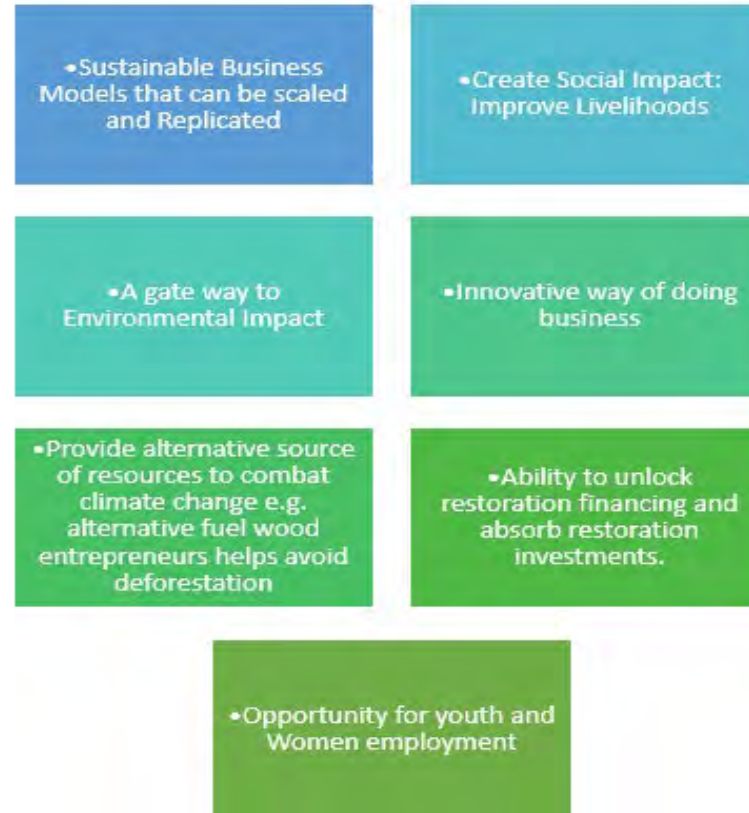 •Sustainable Business
Models that can be scaled
and Replicated
•Create Social Impact:
Improve Livelihoods
•A gate way to
Environmental Impact
•Innovative way of doing
business
•Provide alternative source
of resources to combat
climate change e.g.
alternative fuel wood
entrepreneurs helps avoid
deforestation
•Ability to unlock
restoration financing and
absorb restoration
investments.
•Opportunity for youth and
Women employment